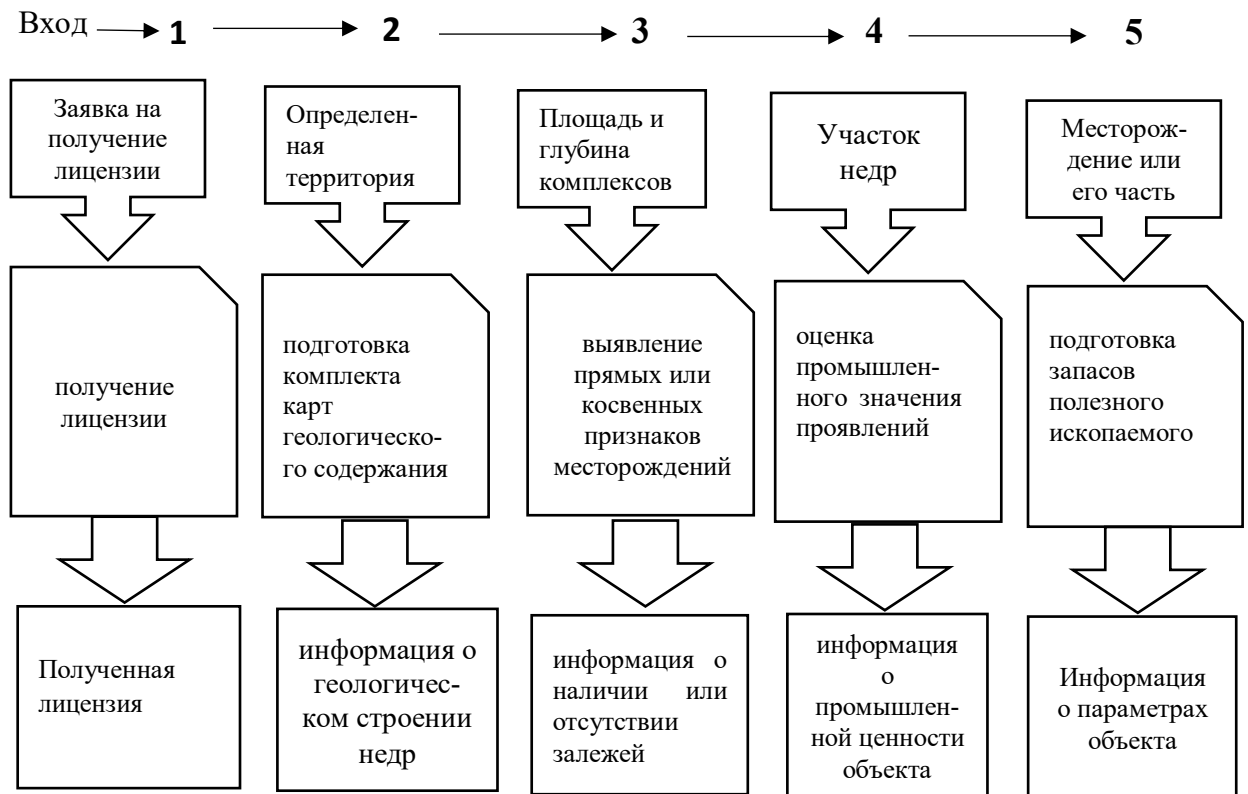 Вход 1 2 3 4 5
Заявка на
получение
лицензии
Определен-
ная
территория
Площадь и
глубина
комплексов
Участок
недр
Месторож-
дение или
его часть
получение
лицензии
подготовка
комплекта
карт
геологическо-
го содержания
выявление
прямых или
косвенных
признаков
месторождений
оценка
промышлен-
ного значения
проявлений
подготовка
запасов
полезного
ископаемого
Полученная
лицензия
информация о
геологичес-
ком строении
недр
информация о
наличии или
отсутствии
залежей
информация
о
промышлен-
ной ценности
объекта
Информация
о параметрах
объекта